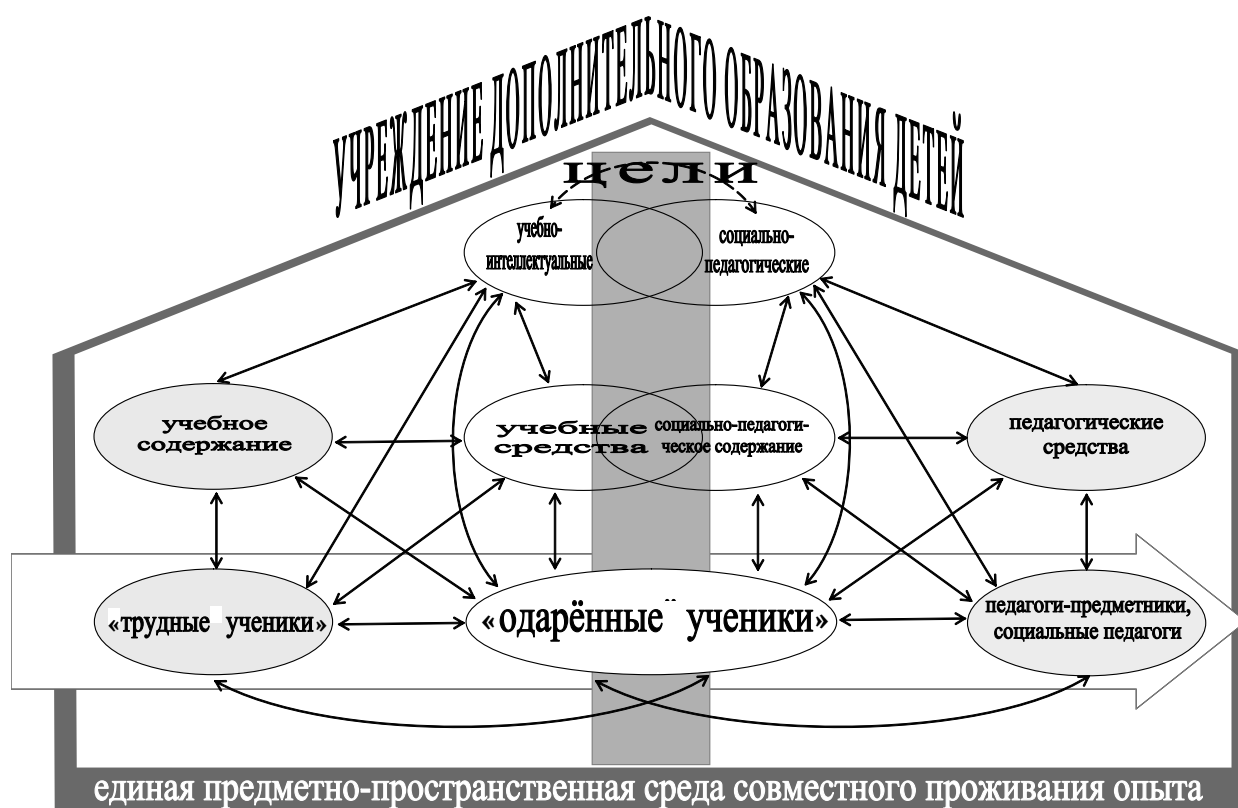 УЧРЕЖДЕНИЕ ДОПОЛНИТЕЛЬНОГО ОБРАЗОВАНИЯ ДЕТЕЙ
цели
учебно-
интеллектуальные
социально-
педагогические
учебное
содержание
учебные
средства
социально-педагоги-
ческое содержание
педагогические
средства
«трудные ученики»
«одарённые ученики»
педагоги-предметники,
социальные педагоги
единая предметно-пространственная среда совместного проживания опыта